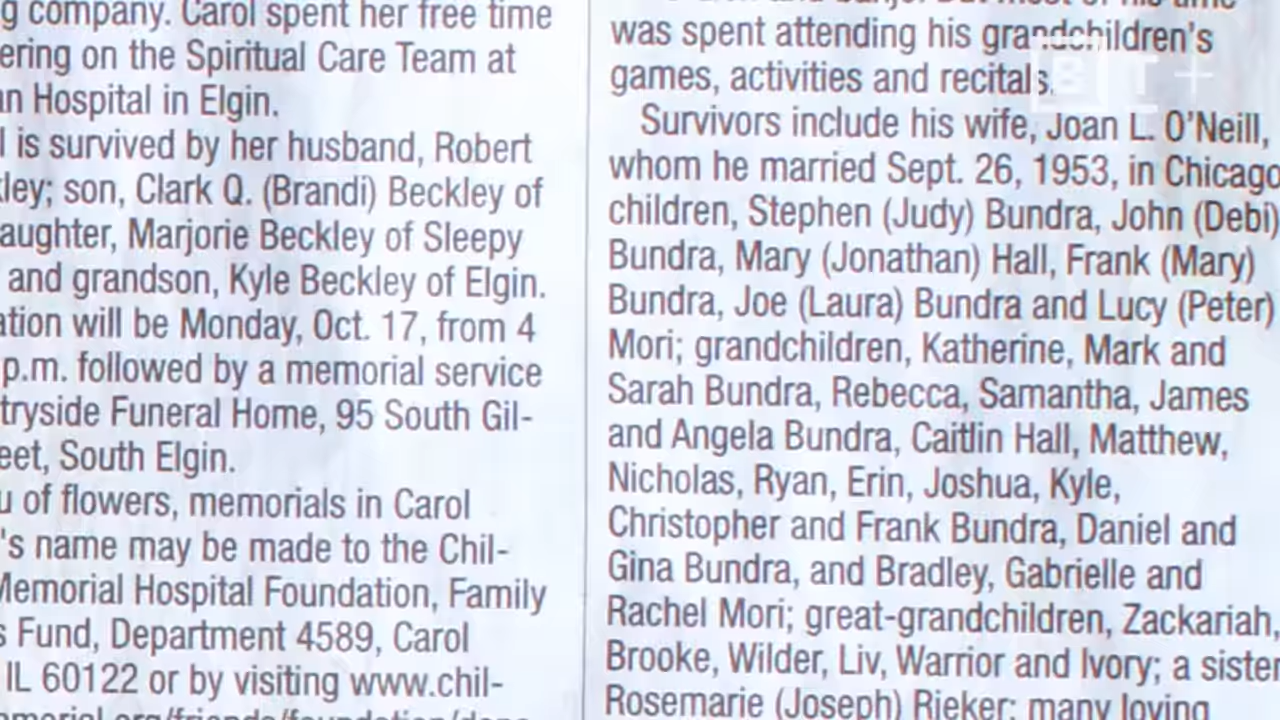 g company. Carol spent her free time
ering on the Spiritual Care Team at
an Hospital in Elgin.
l is survived by her husband, Robert
kley; son, Clark Q. (Brandi) Beckley of
aughter, Marjorie Beckley of Sleepy
and grandson, Kyle Beckley of Elgin.
ation will be Monday, Oct. 17, from 4
p.m. followed by a memorial service
tryside Funeral Home, 95 South Gil-
eet, South Elgin.
u of flowers, memorials in Carol
's name may be made to the Chil-
Memorial Hospital Foundation, Family
s Fund, Department 4589, Carol
IL 60122 or by visiting www.chil-
was spent attending his grandchildren's
games, activities and recitals.
Survivors include his wife, Joan L. O'Neill,
whom he married Sept. 26, 1953, in Chicago
children, Stephen (Judy) Bundra, John (Debi)
Bundra, Mary (Jonathan) Hall, Frank (Mary)
Bundra, Joe (Laura) Bundra and Lucy (Peter)
Mori; grandchildren, Katherine, Mark and
Sarah Bundra, Rebecca, Samantha, James
and Angela Bundra, Caitlin Hall, Matthew,
Nicholas, Ryan, Erin, Joshua, Kyle,
Christopher and Frank Bundra, Daniel and
Gina Bundra, and Bradley, Gabrielle and
Rachel Mori; great-grandchildren, Zackariah,
Brooke, Wilder, Liv, Warrior and Ivory; a sister
Rosemarie (Joseph) Rieker; many loving